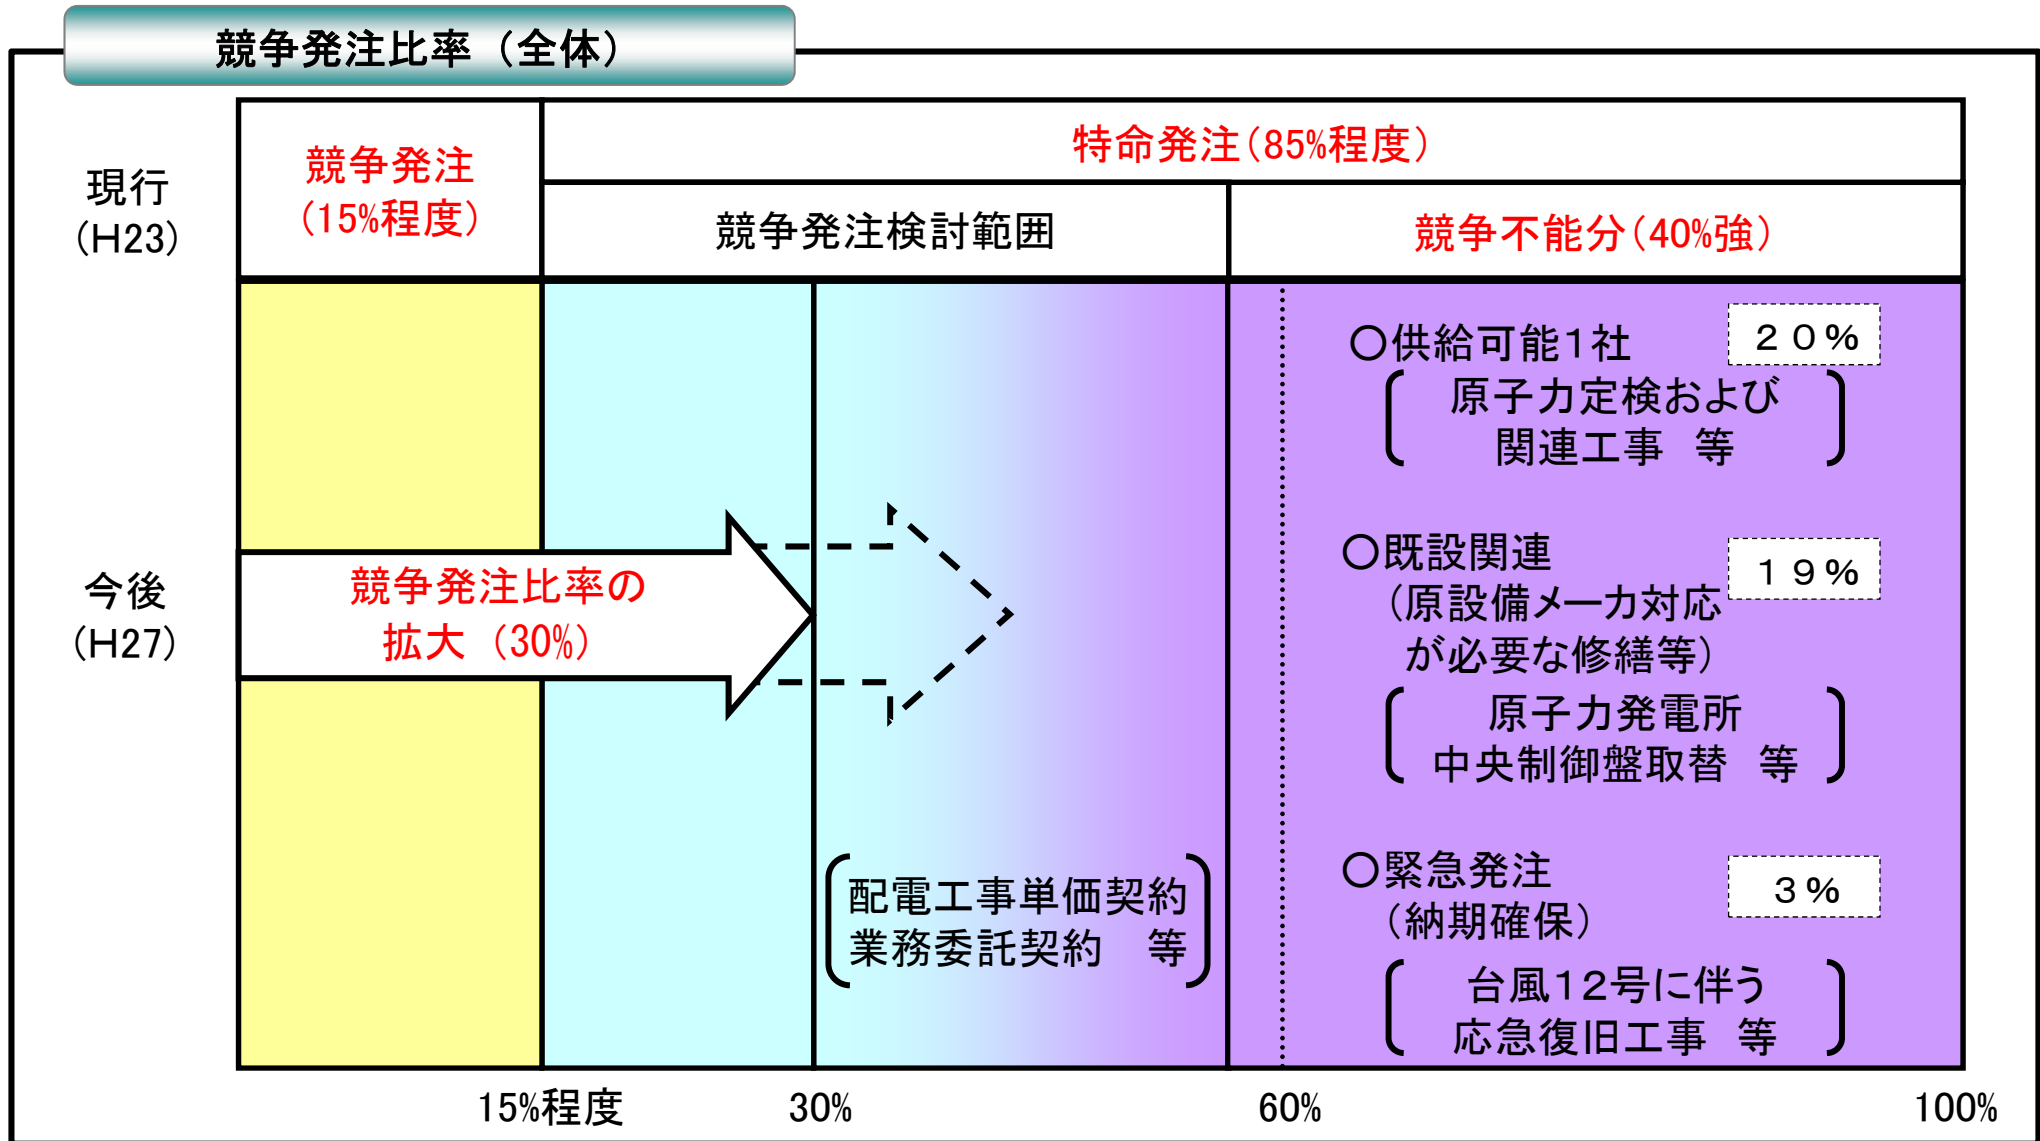 競争発注比率（全体）
現行
（H23）
競争発注
（15%程度）
特命発注（85%程度）
競争発注検討範囲
競争不能分（40%強）
今後
（H27）
競争発注比率の
拡大（30%）
配電工事単価契約
業務委託契約　等
〇供給可能1社
20%
原子力定検および
関連工事　等
〇既設関連
19%
（原設備メーカ対応
が必要な修繕等）
原子力発電所
中央制御盤取替　等
〇緊急発注
3%
（納期確保）
台風12号に伴う
応急復旧工事　等
15%程度
30%
60%
100%